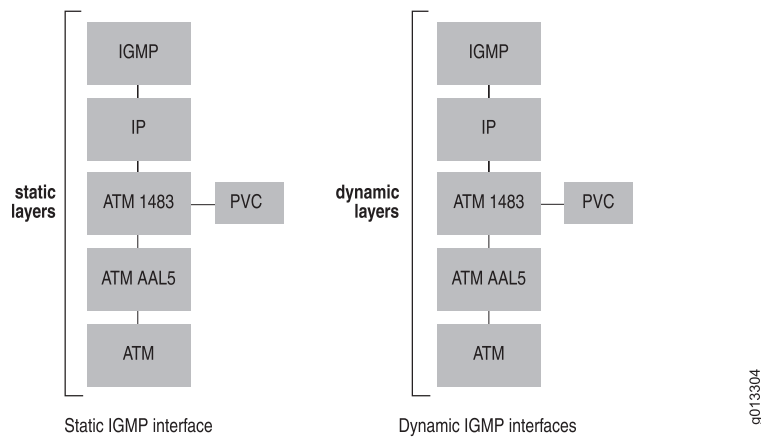 IGMP
IP
static
layers
ATM 1483
PVC
ATM AAL5
ATM
Static IGMP interface
IGMP
IP
dynamic
layers
ATM 1483
PVC
ATM AAL5
ATM
Dynamic IGMP interfaces
g013304